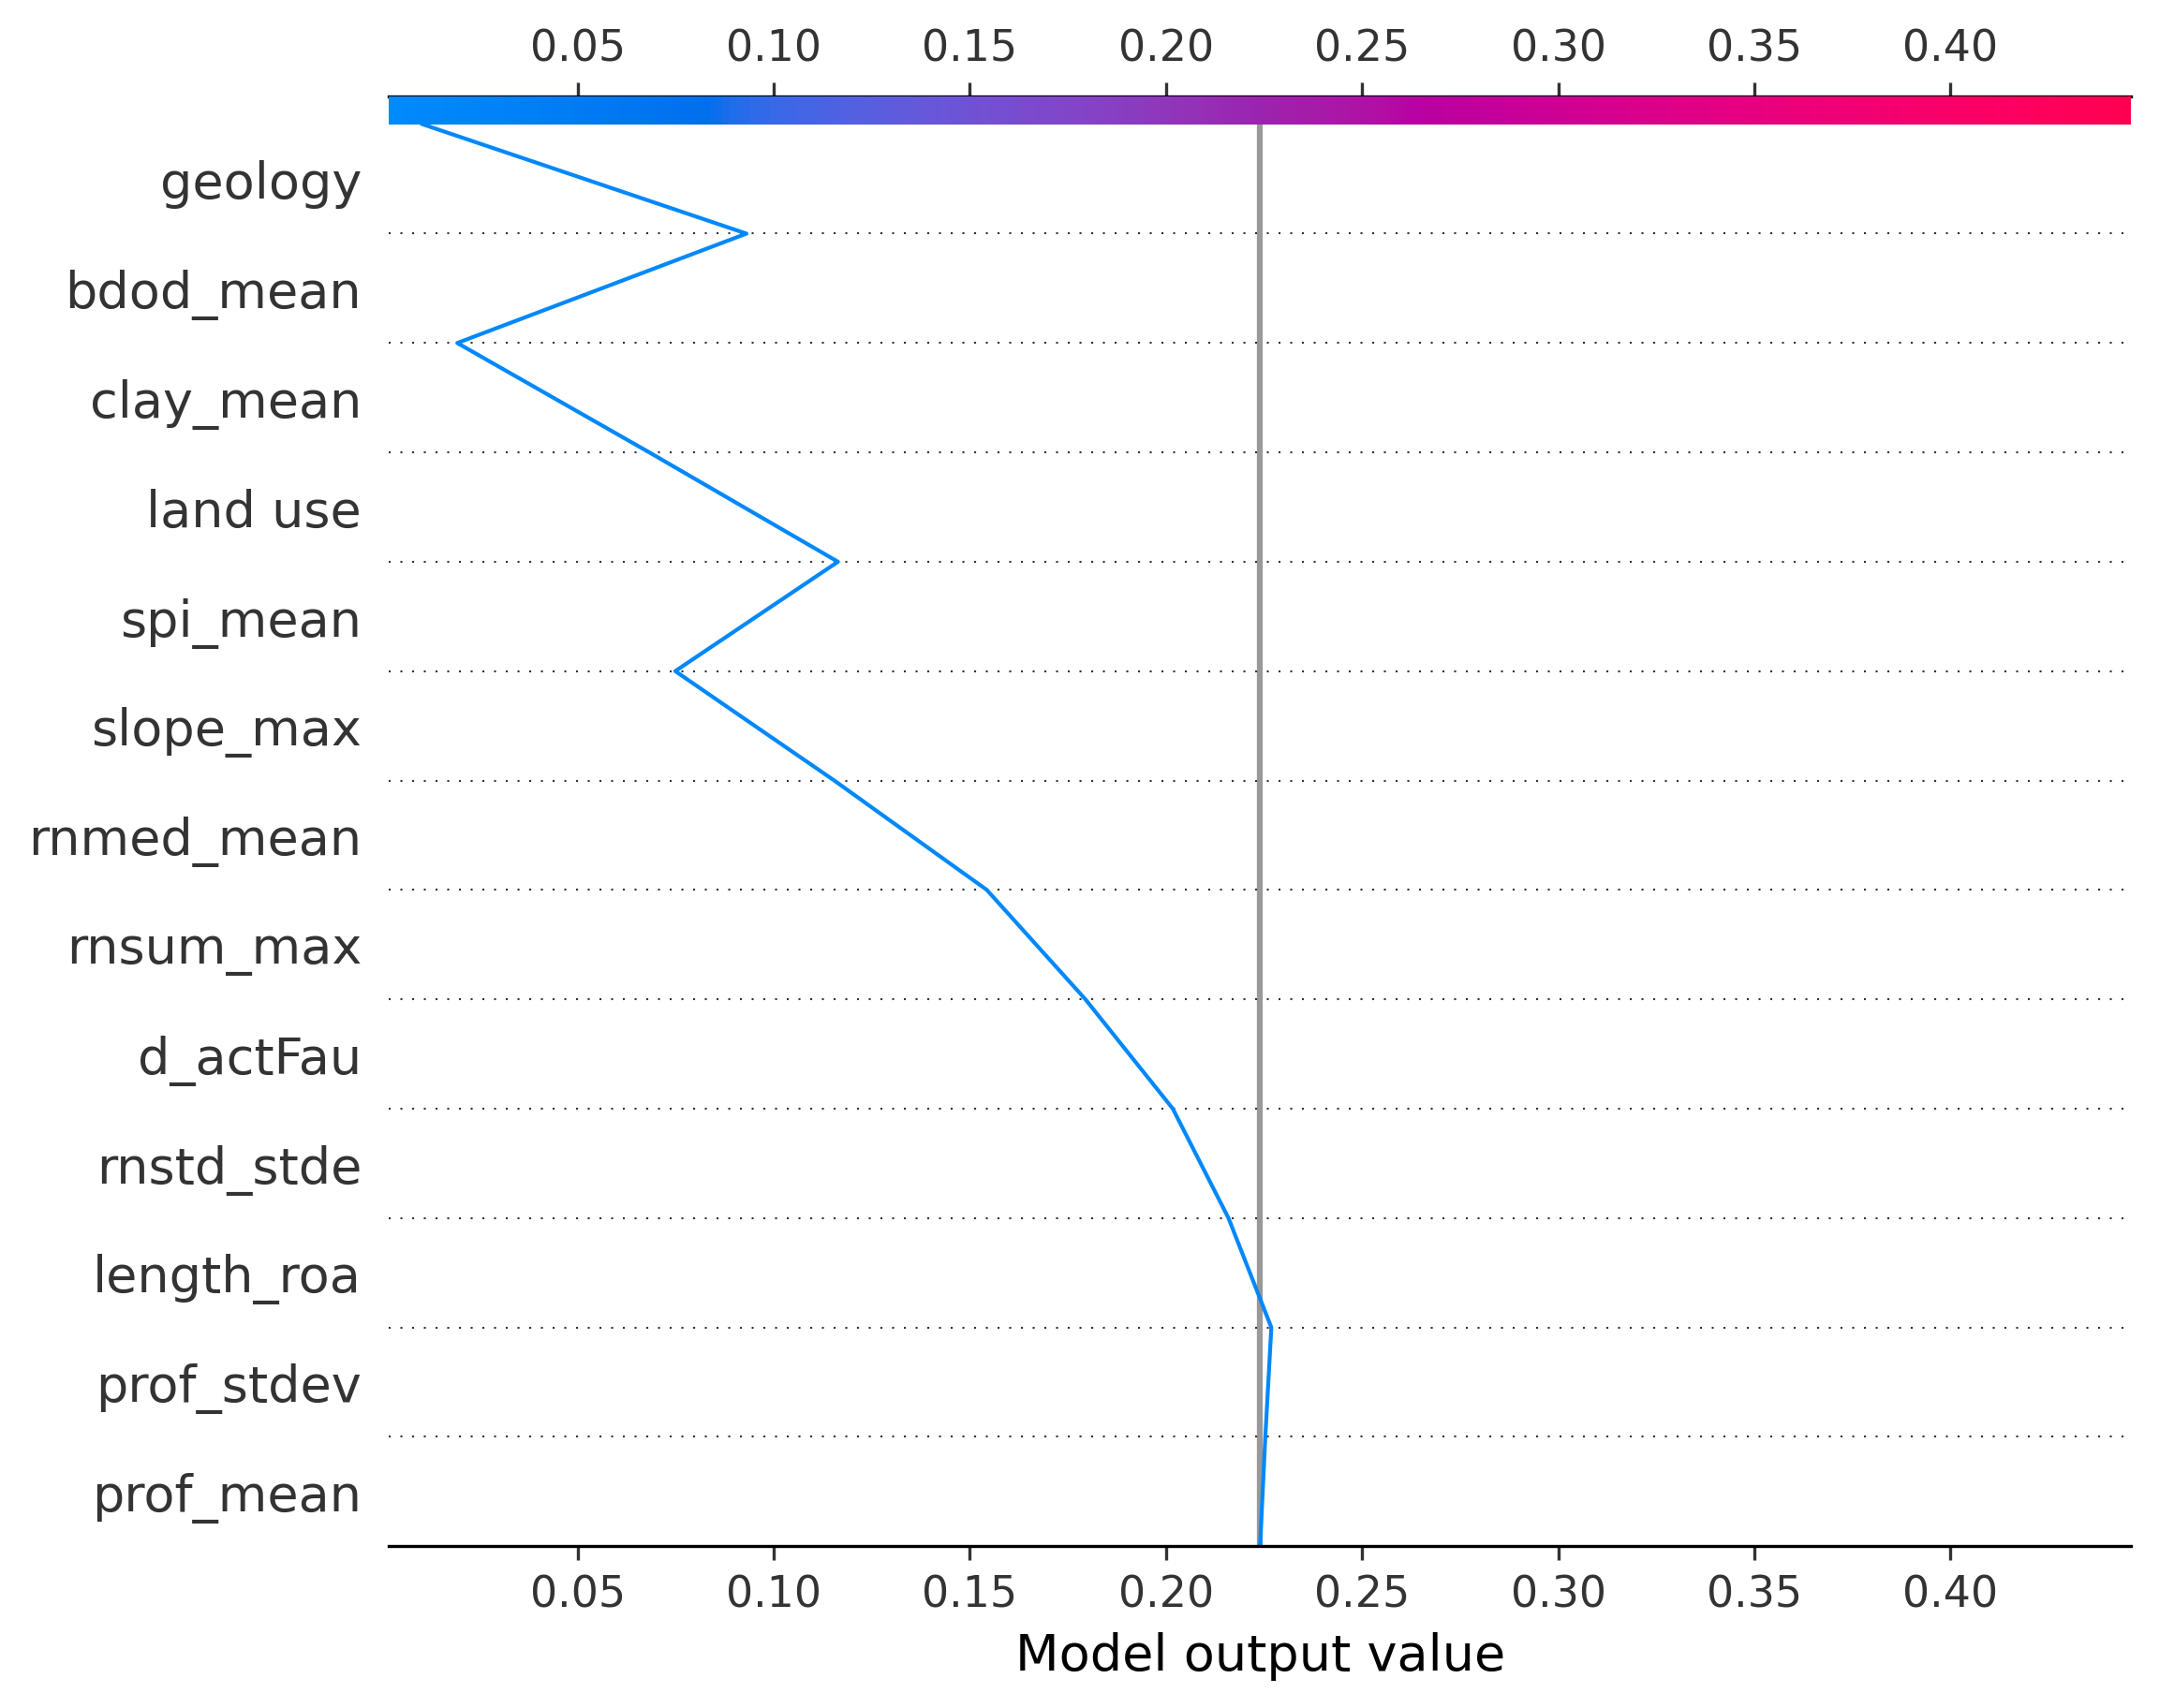 0.05 0.10 0.15 0.20 0.25 0.30 0.35 0.40
geology
bdod_mean
clay_mean
land use
spi_mean
slope_max
rnmed_mean
rnsum_max
d_actFau
rnstd_stde
length_roa
prof_stdev
prof_mean
0.05 0.10 0.15 0.20 0.25 0.30 0.35 0.40
Model output value